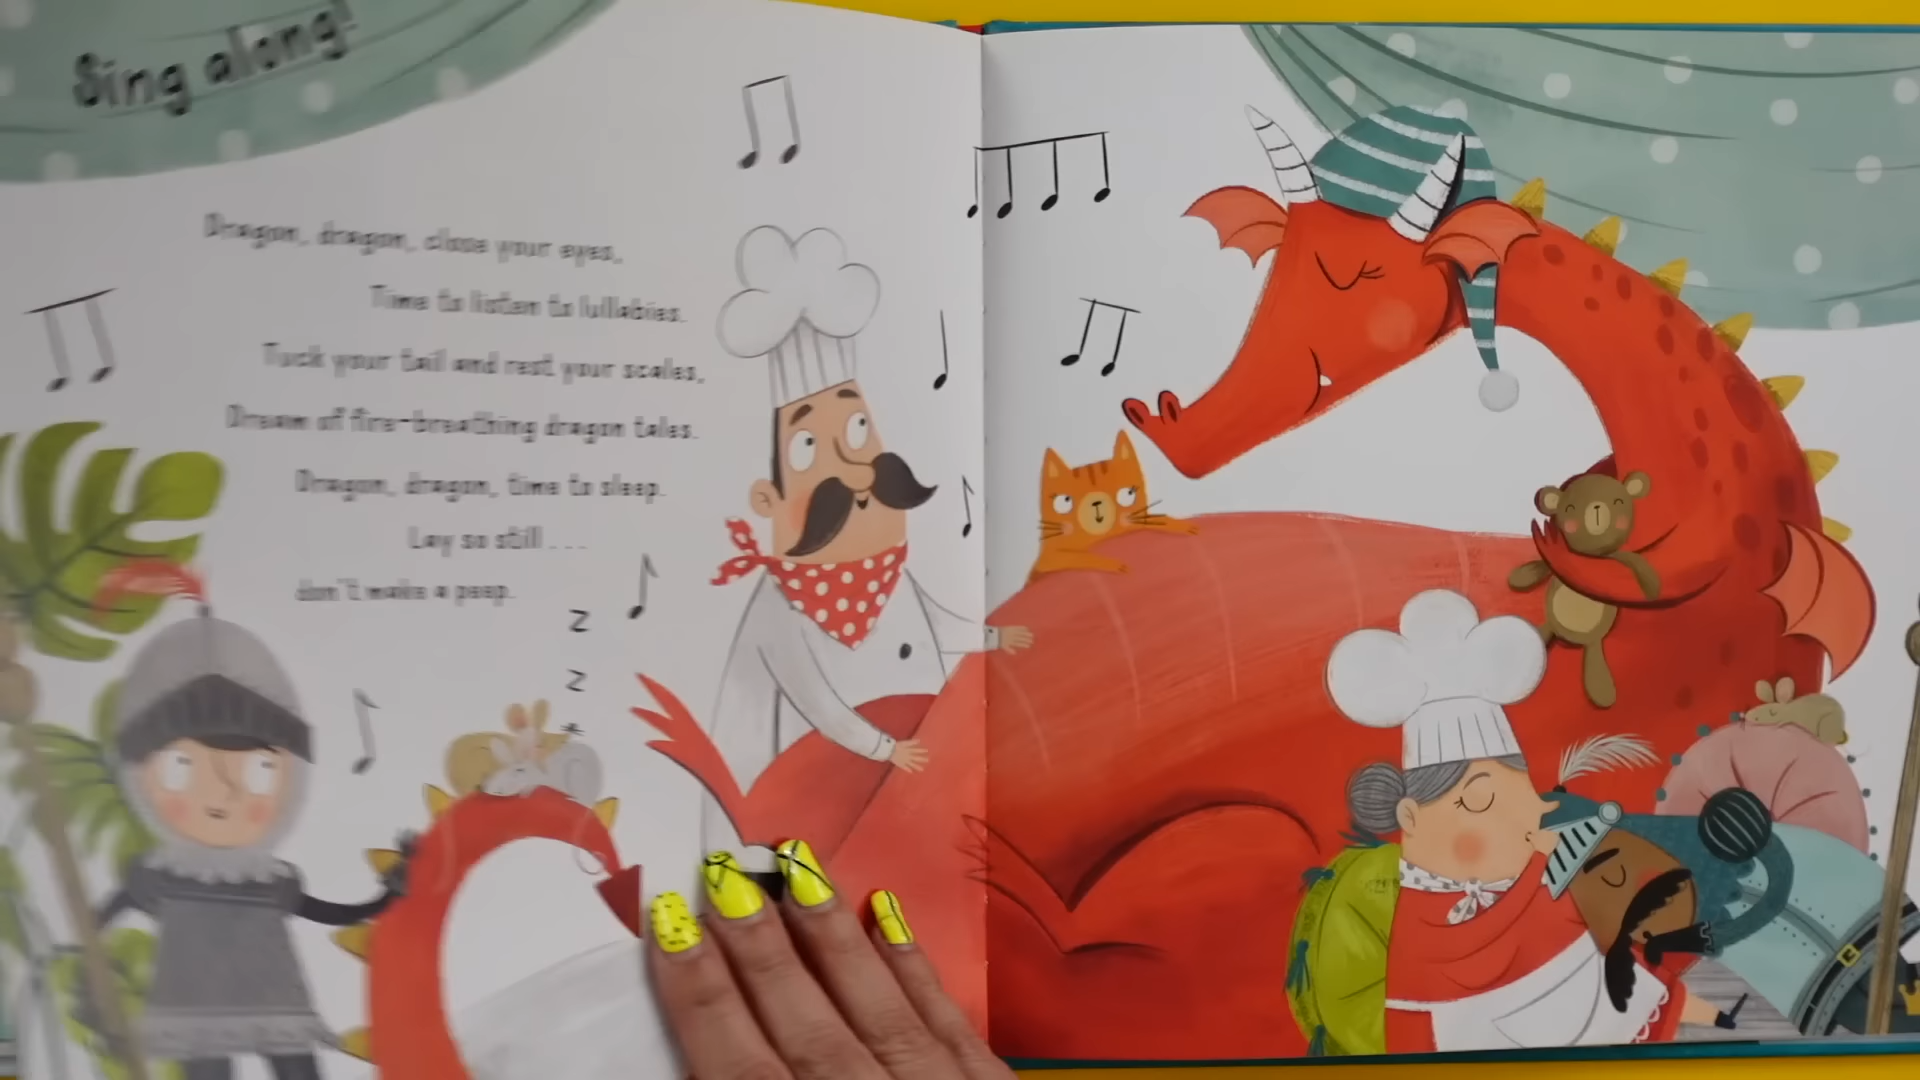 Sing along!
Dragon, dragon, close your eyes,
Time to listen to lullabies.
Tuck your tail and rest your scales,
Dream of fire-breathing dragon tales.
Dragon, dragon, time to sleep.
Lay so still . . .
don't make a peep.
z
z